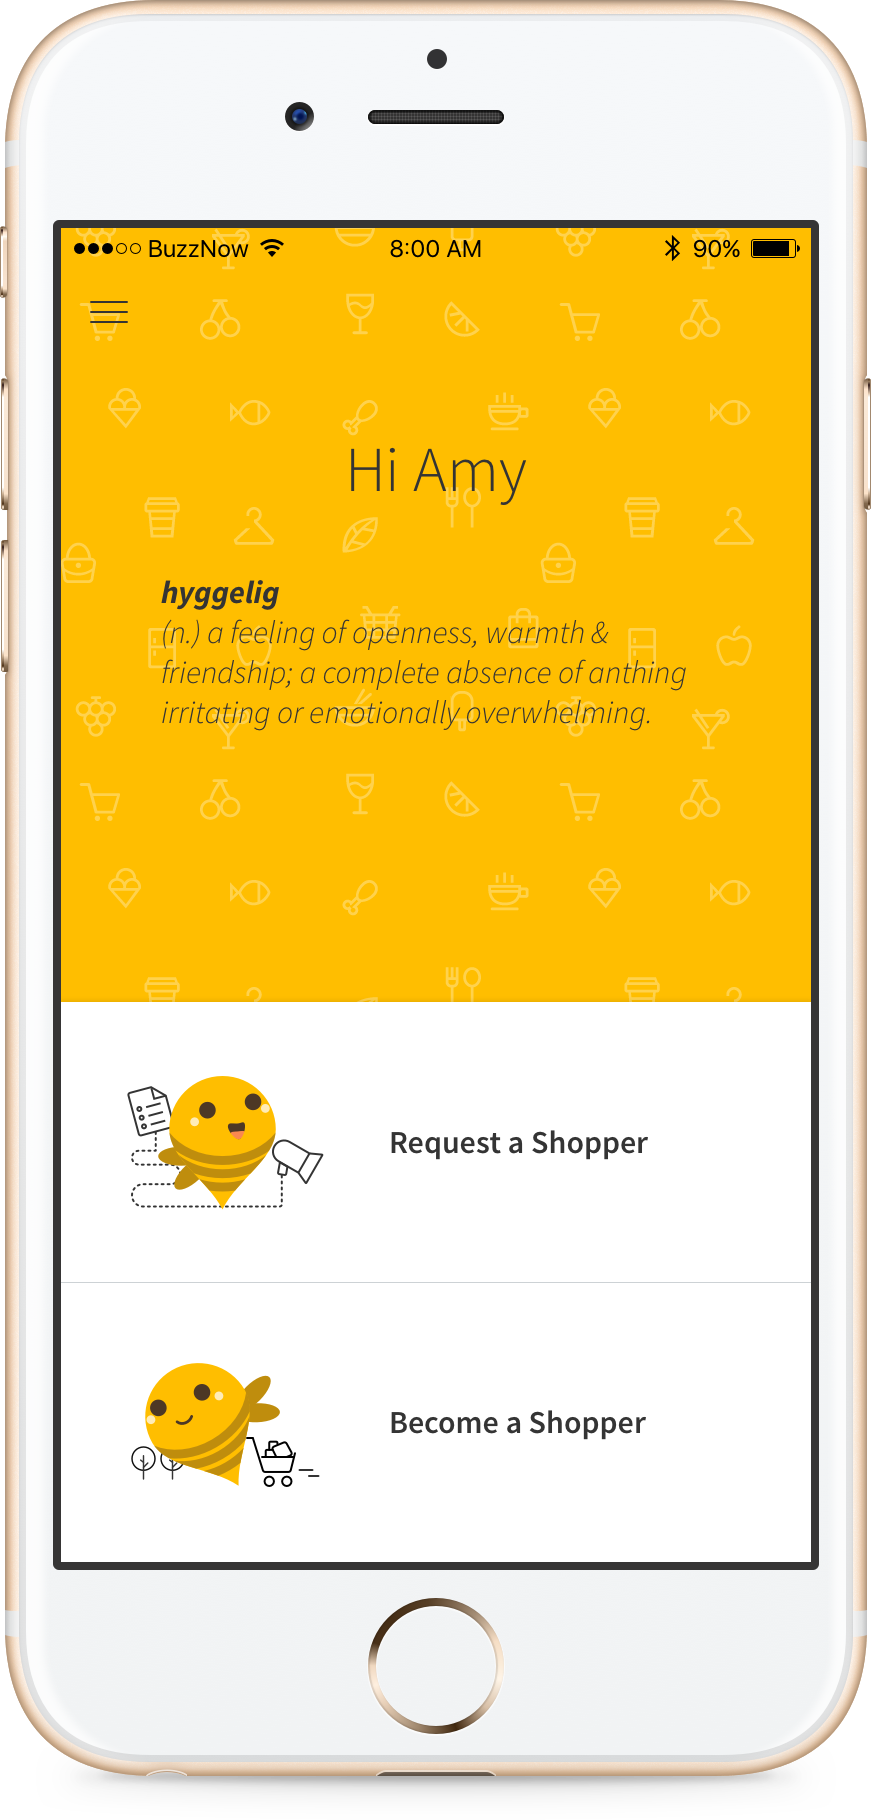 BuzzNow 8:00 AM 90%
Hi Amy
hyggelig
(n.) a feeling of openness, warmth &
friendship; a complete absence of anthing
irritating or emotionally overwhelming.
Request a Shopper
Become a Shopper